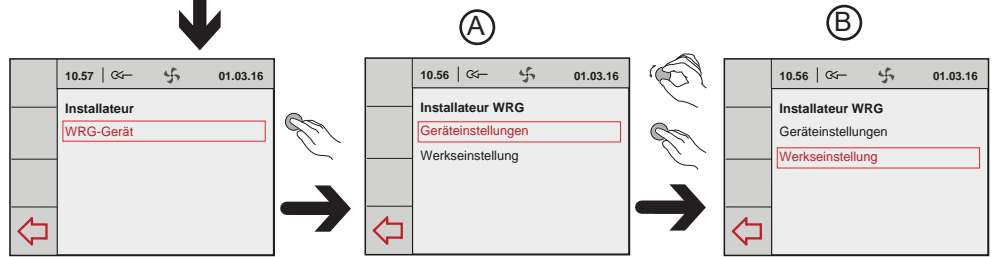 A
B
10.57 01.03.16
Installateur
WRG-Gerät
10.56 01.03.16
Installateur WRG
Geräteinstellungen
Werkseinstellung
10.56 01.03.16
Installateur WRG
Geräteinstellungen
Werkseinstellung